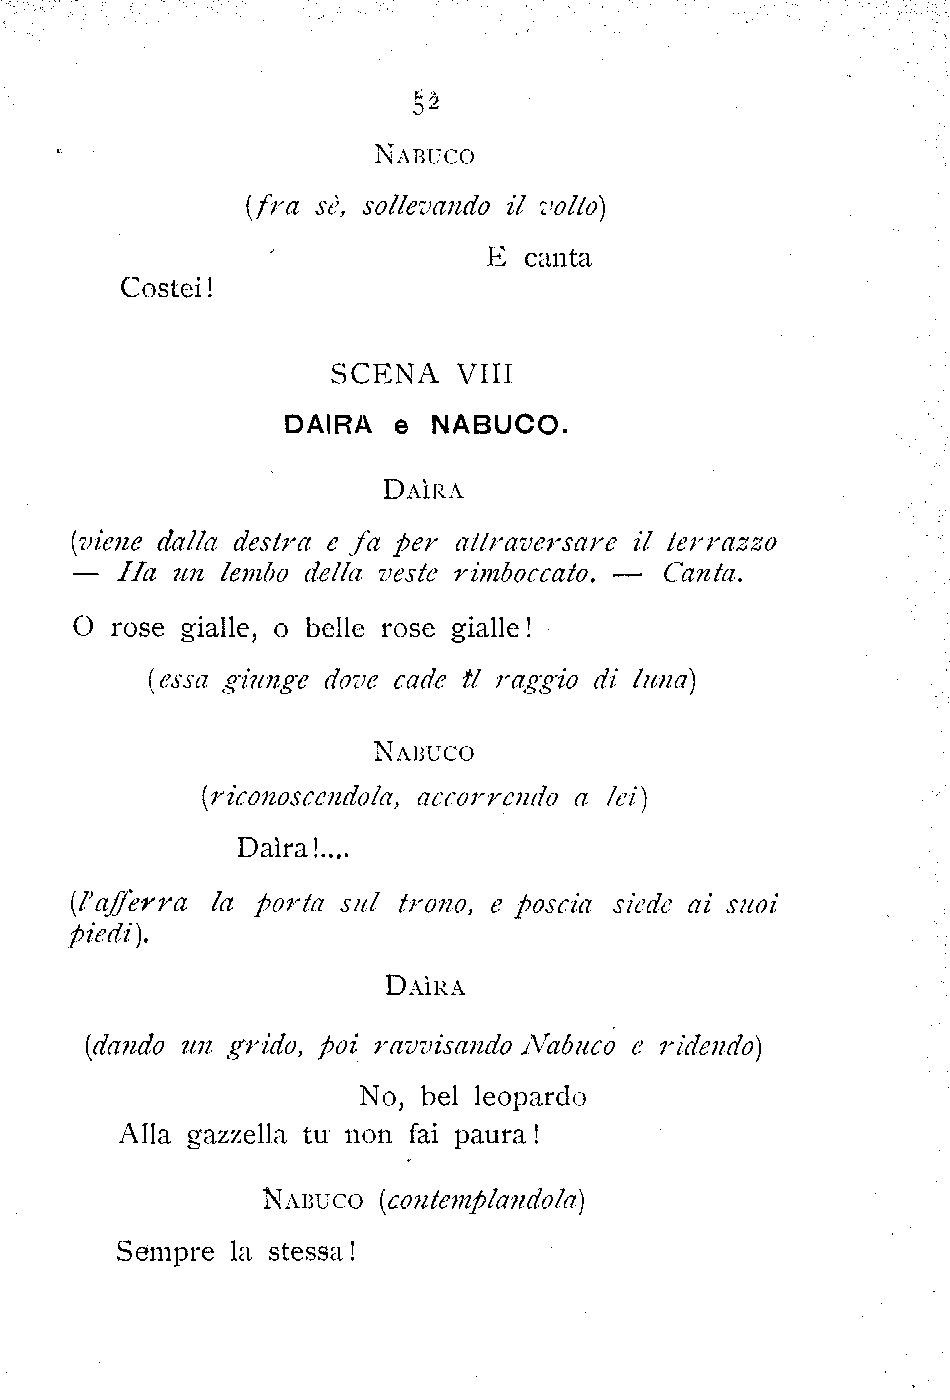 52
NABUCO
(fra sè, sollevando il volto)
E canta
Costei!
SCENA VIII
DAIRA e NABUCO.
DAÌRA
(viene dalla destra e fa per attraversare il terrazzo
— Ha un lembo della veste rimboccato. — Canta.
O rose gialle, o belle rose gialle!
(essa giunge dove cade il raggio di luna)
NABUCO
(riconoscendola, accorrendo a lei)
Daìra!....
(l'afferra la porta sul trono, e poscia siede ai suoi
piedi).
DAÌRA
(dando un grido, poi ravvisando Nabuco e ridendo)
No, bel leopardo
Alla gazzella tu non fai paura!
NABUCO (contemplandola)
Sempre la stessa!